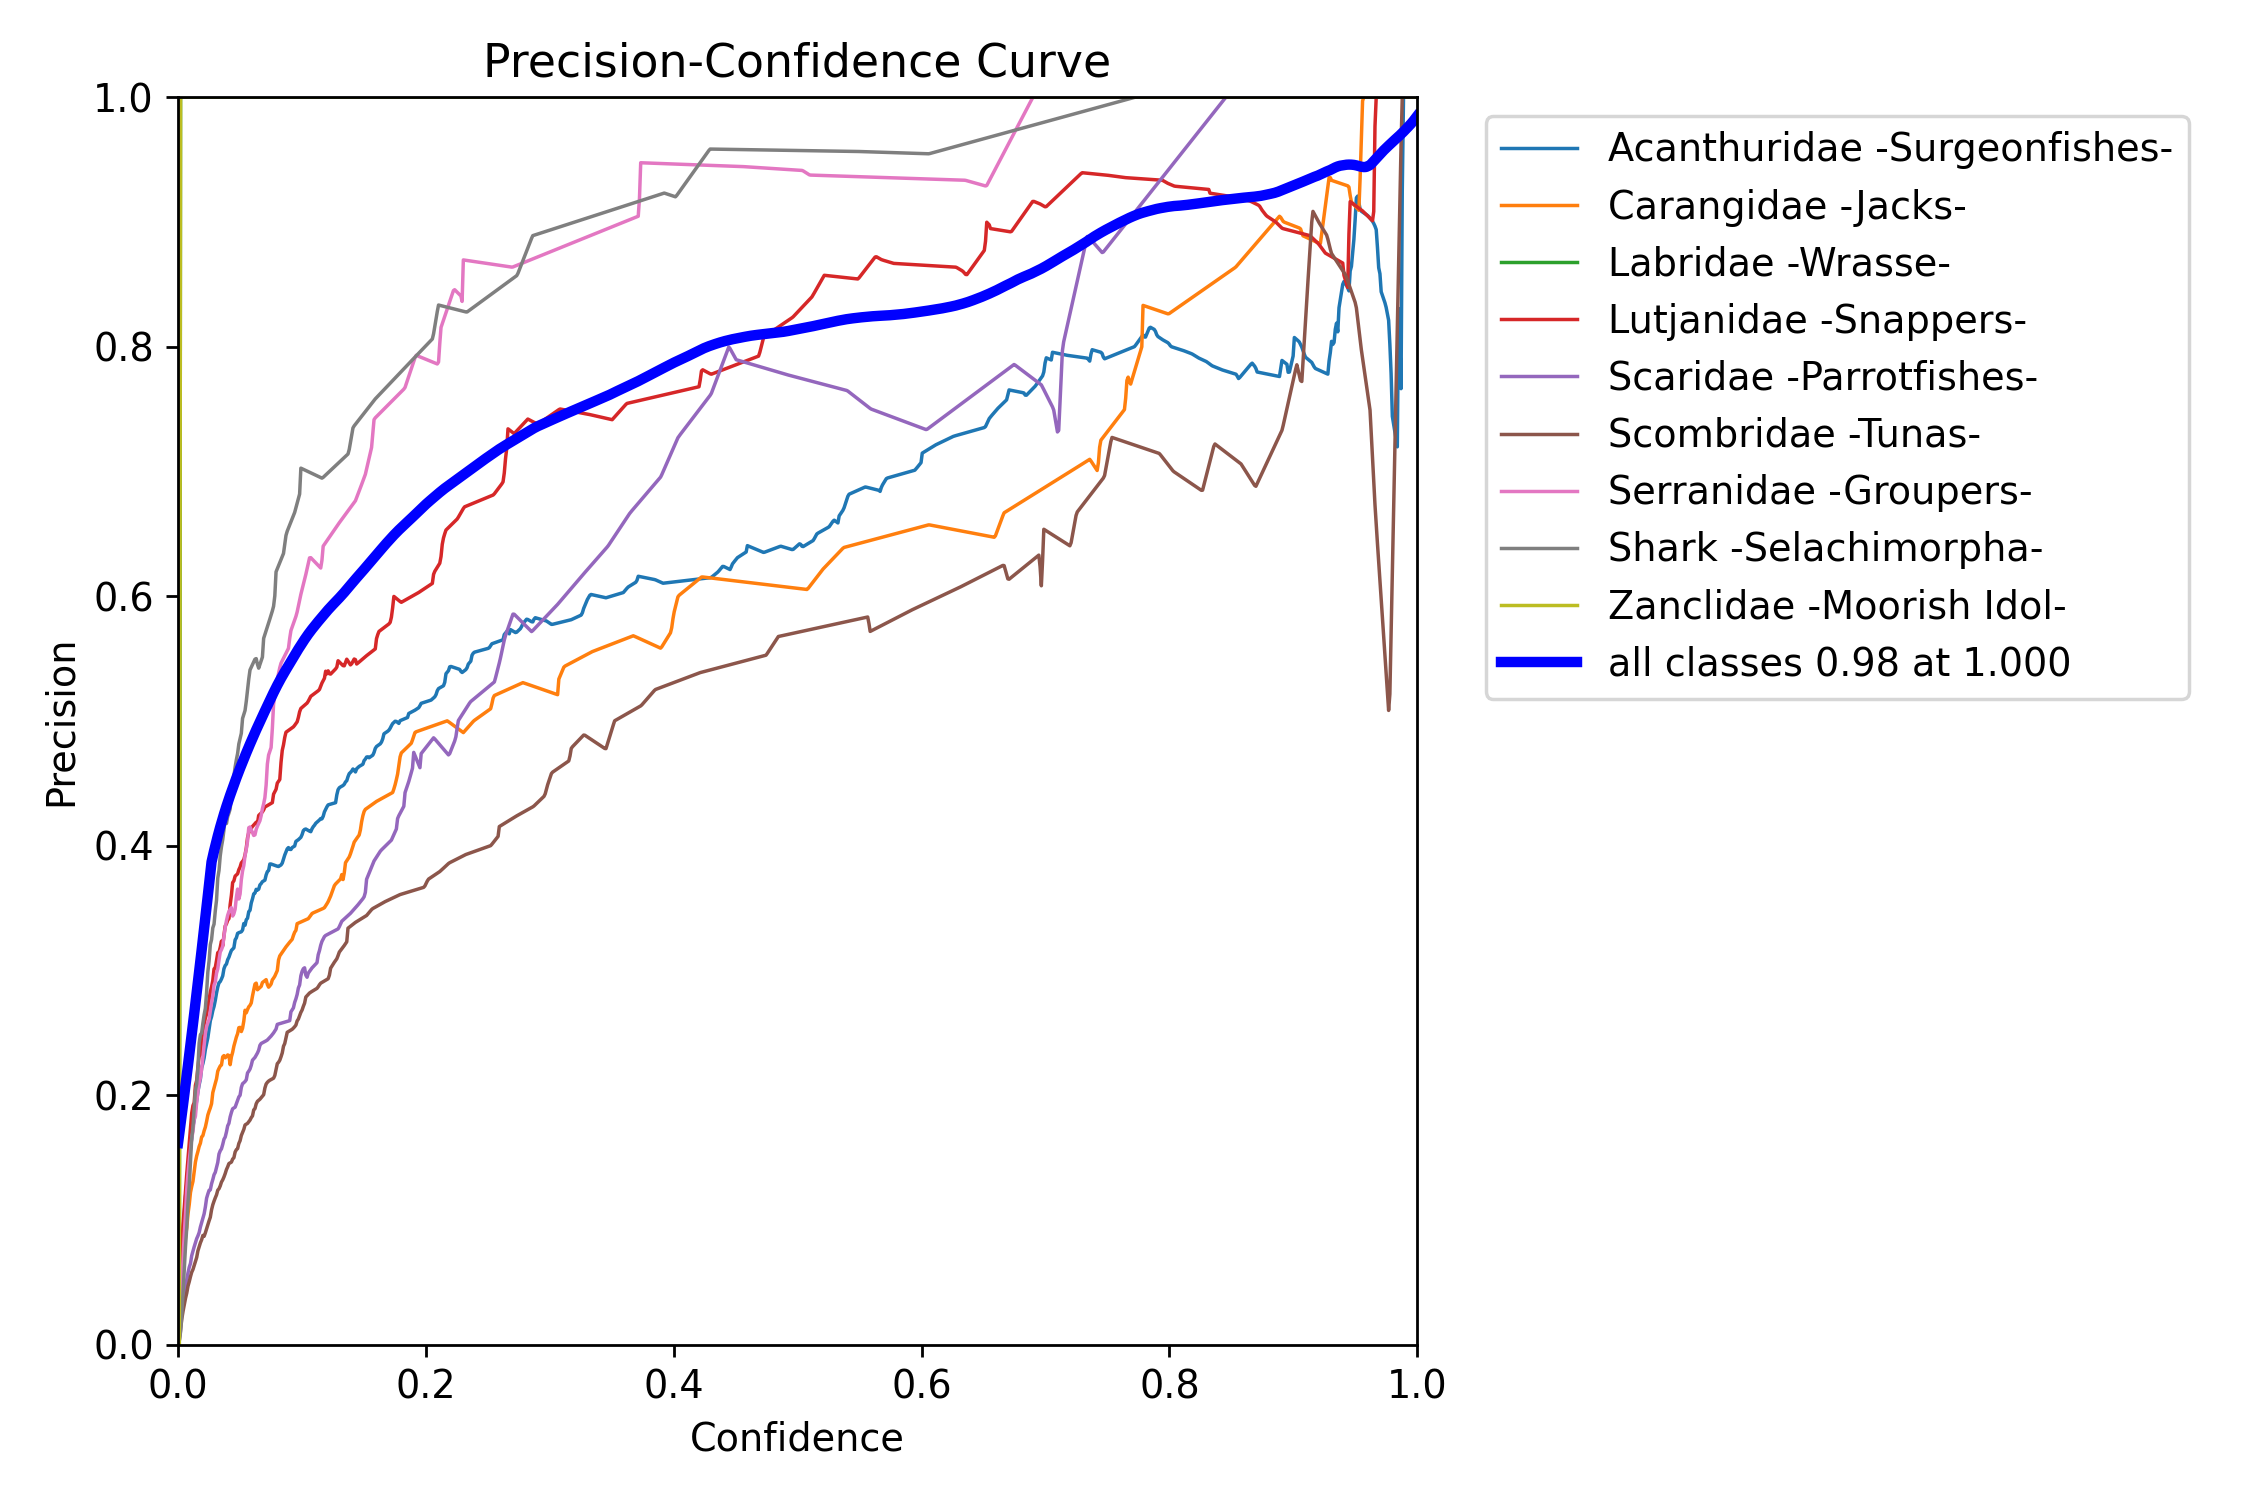 Precision-Confidence Curve
1.0
0.8
0.6
0.4
0.2
0.0
Precision
0.0 0.2 0.4 0.6 0.8 1.0
Confidence
Acanthuridae -Surgeonfishes-
Carangidae -Jacks-
Labridae -Wrasse-
Lutjanidae -Snappers-
Scaridae -Parrotfishes-
Scombridae -Tunas-
Serranidae -Groupers-
Shark -Selachimorpha-
Zanclidae -Moorish Idol-
all classes 0.98 at 1.000